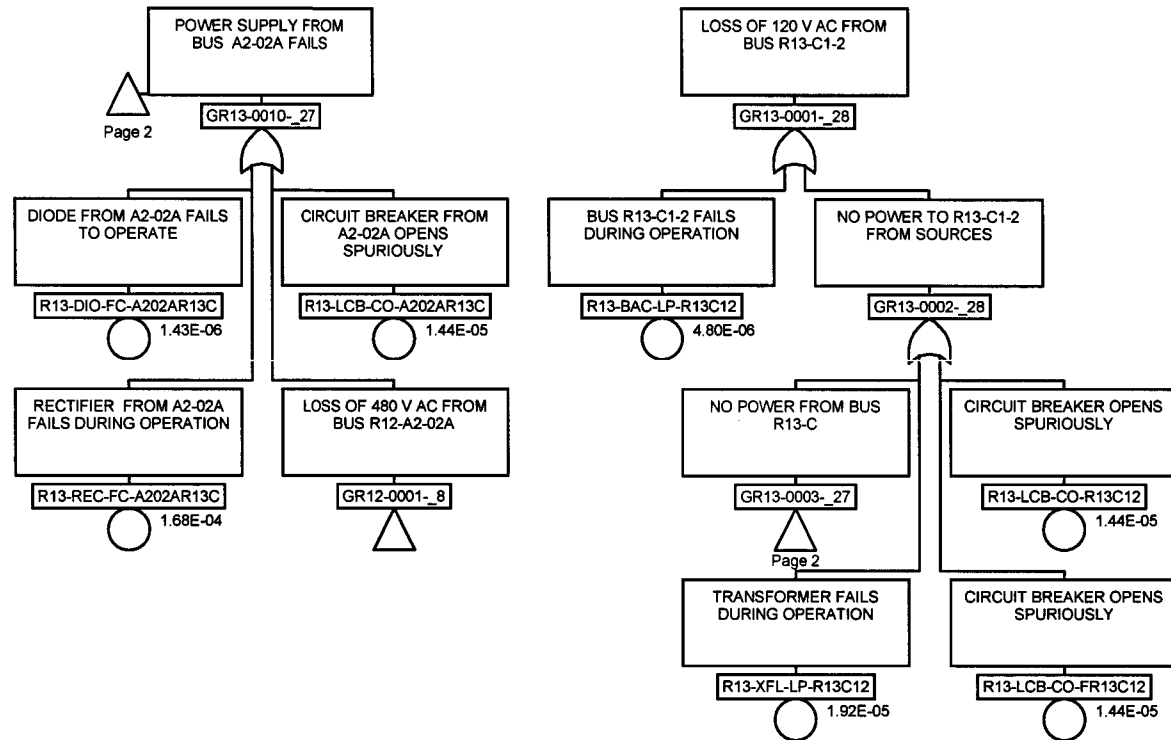 POWER SUPPLY FROM
BUS A2-02A FAILS
Page 2
GR13-0010-_27
DIODE FROM A2-02A FAILS
TO OPERATE
R13-DIO-FC-A202AR13C
1.43E-06
CIRCUIT BREAKER FROM
A2-02A OPENS
SPURIOUSLY
R13-LCB-CO-A202AR13C
1.44E-05
RECTIFIER FROM A2-02A
FAILS DURING OPERATION
R13-REC-FC-A202AR13C
1.68E-04
LOSS OF 480 V AC FROM
BUS R12-A2-02A
GR12-0001-_8
LOSS OF 120 V AC FROM
BUS R13-C1-2
GR13-0001-_28
BUS R13-C1-2 FAILS
DURING OPERATION
R13-BAC-LP-R13C12
4.80E-06
NO POWER TO R13-C1-2
FROM SOURCES
GR13-0002-_28
NO POWER FROM BUS
R13-C
GR13-0003-_27
Page 2
CIRCUIT BREAKER OPENS
SPURIOUSLY
R13-LCB-CO-R13C12
1.44E-05
TRANSFORMER FAILS
DURING OPERATION
R13-XFL-LP-R13C12
1.92E-05
CIRCUIT BREAKER OPENS
SPURIOUSLY
R13-LCB-CO-FR13C12
1.44E-05